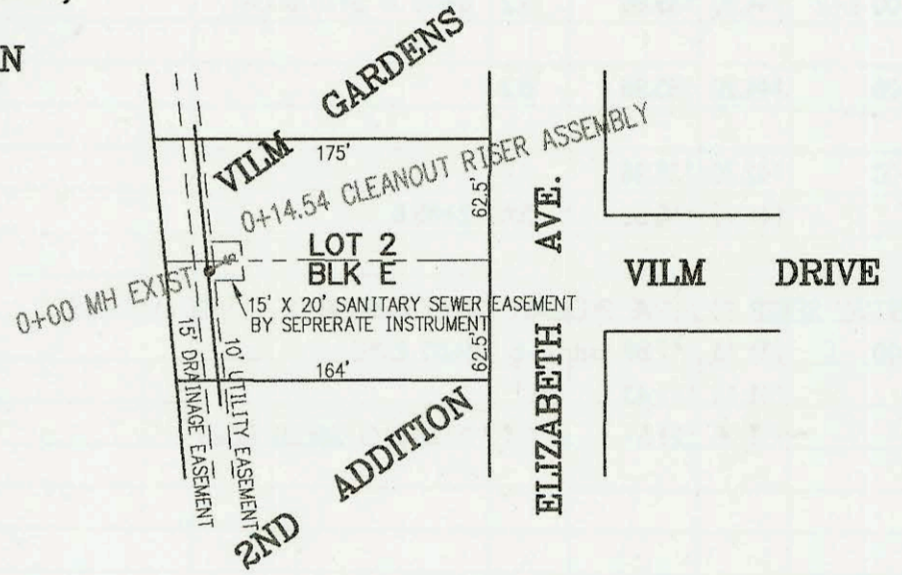 N
VILM GARDENS
175'
0+14.54 CLEANOUT RISER ASSEMBLY
62.5'
LOT 2
BLK E
0+00 MH EXIST
15' X 20' SANITARY SEWER EASEMENT
BY SEPRERATE INSTRUMENT
62.5'
164'
15' DRAINAGE EASEMENT
10' UTILITY EASEMENT
2ND ADDITION
ELIZABETH AVE.
VILM DRIVE